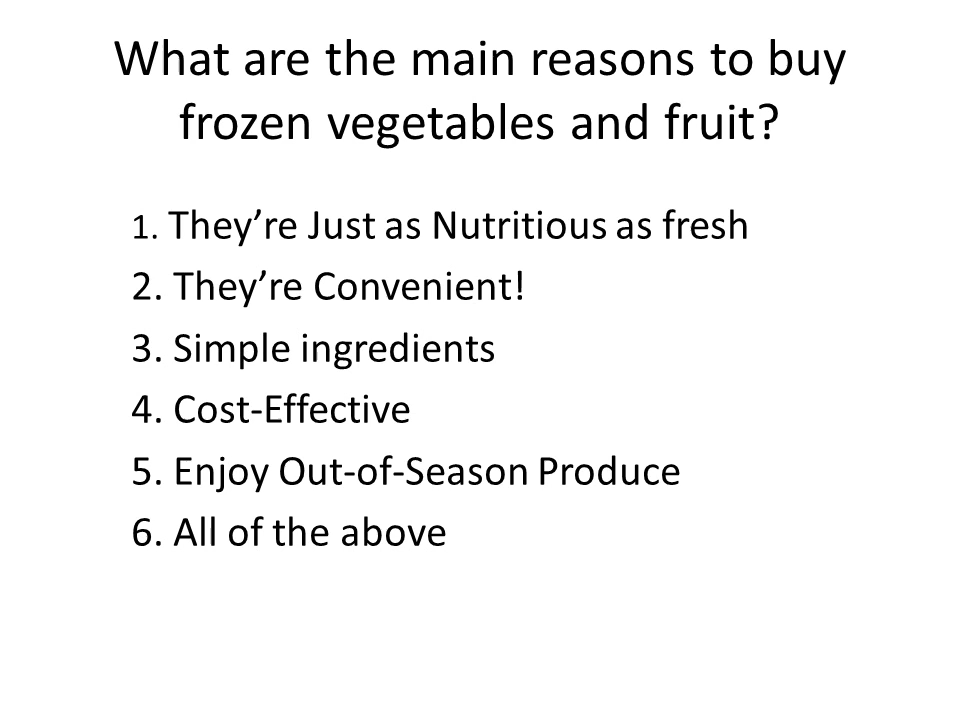 What are the main reasons to buy
frozen vegetables and fruit?
1. They’re Just as Nutritious as fresh
2. They’re Convenient!
3. Simple ingredients
4. Cost-Effective
5. Enjoy Out-of-Season Produce
6. All of the above